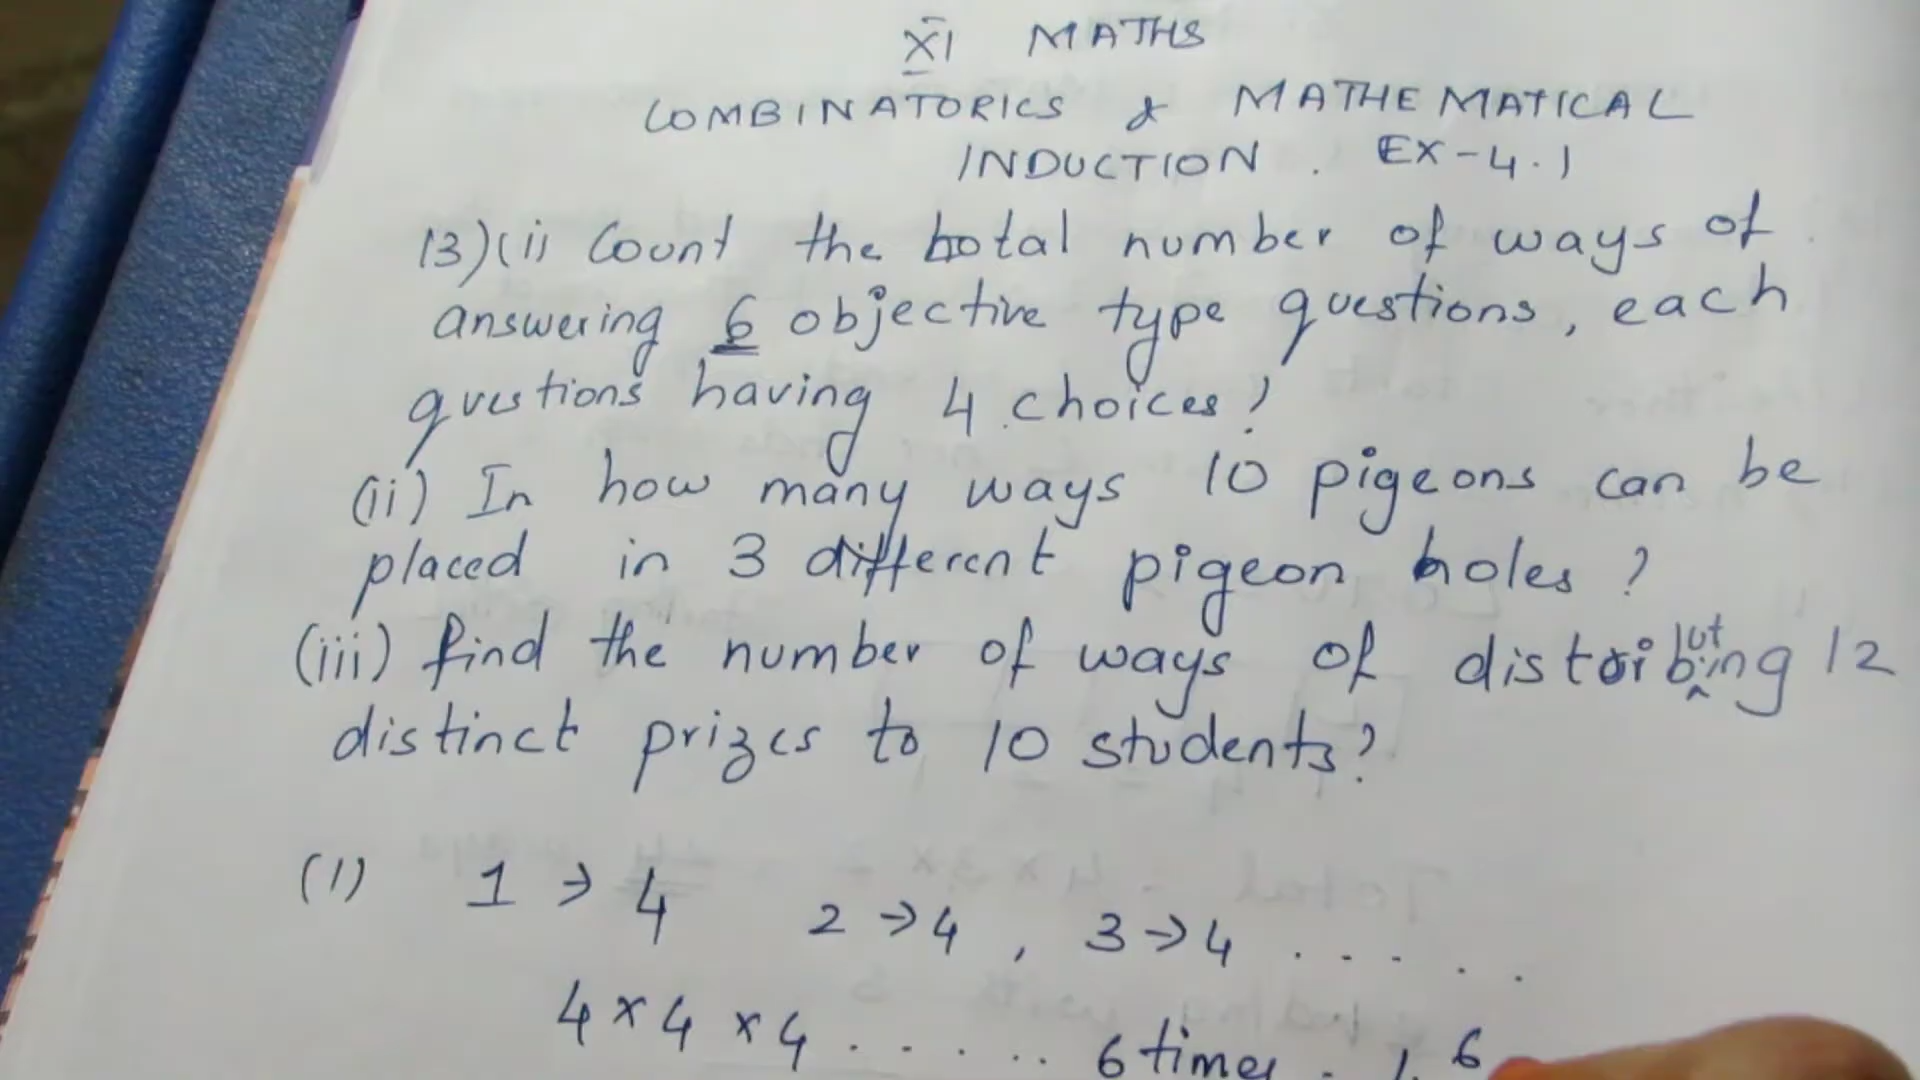 XI MATHS
COMBINATORICS & MATHEMATICAL
INDUCTION. EX-4.1
13)(i) Count the total number of ways of
answering 6 objective type questions, each
questions having 4 choices?
(ii) In how many ways 10 pigeons can be
placed in 3 different pigeon holes?
(iii) find the number of ways of distributing 12
distinct prizes to 10 students?
(1) 1 → 4 2 → 4, 3 → 4 .....
4 × 4 × 4 ..... 6 times